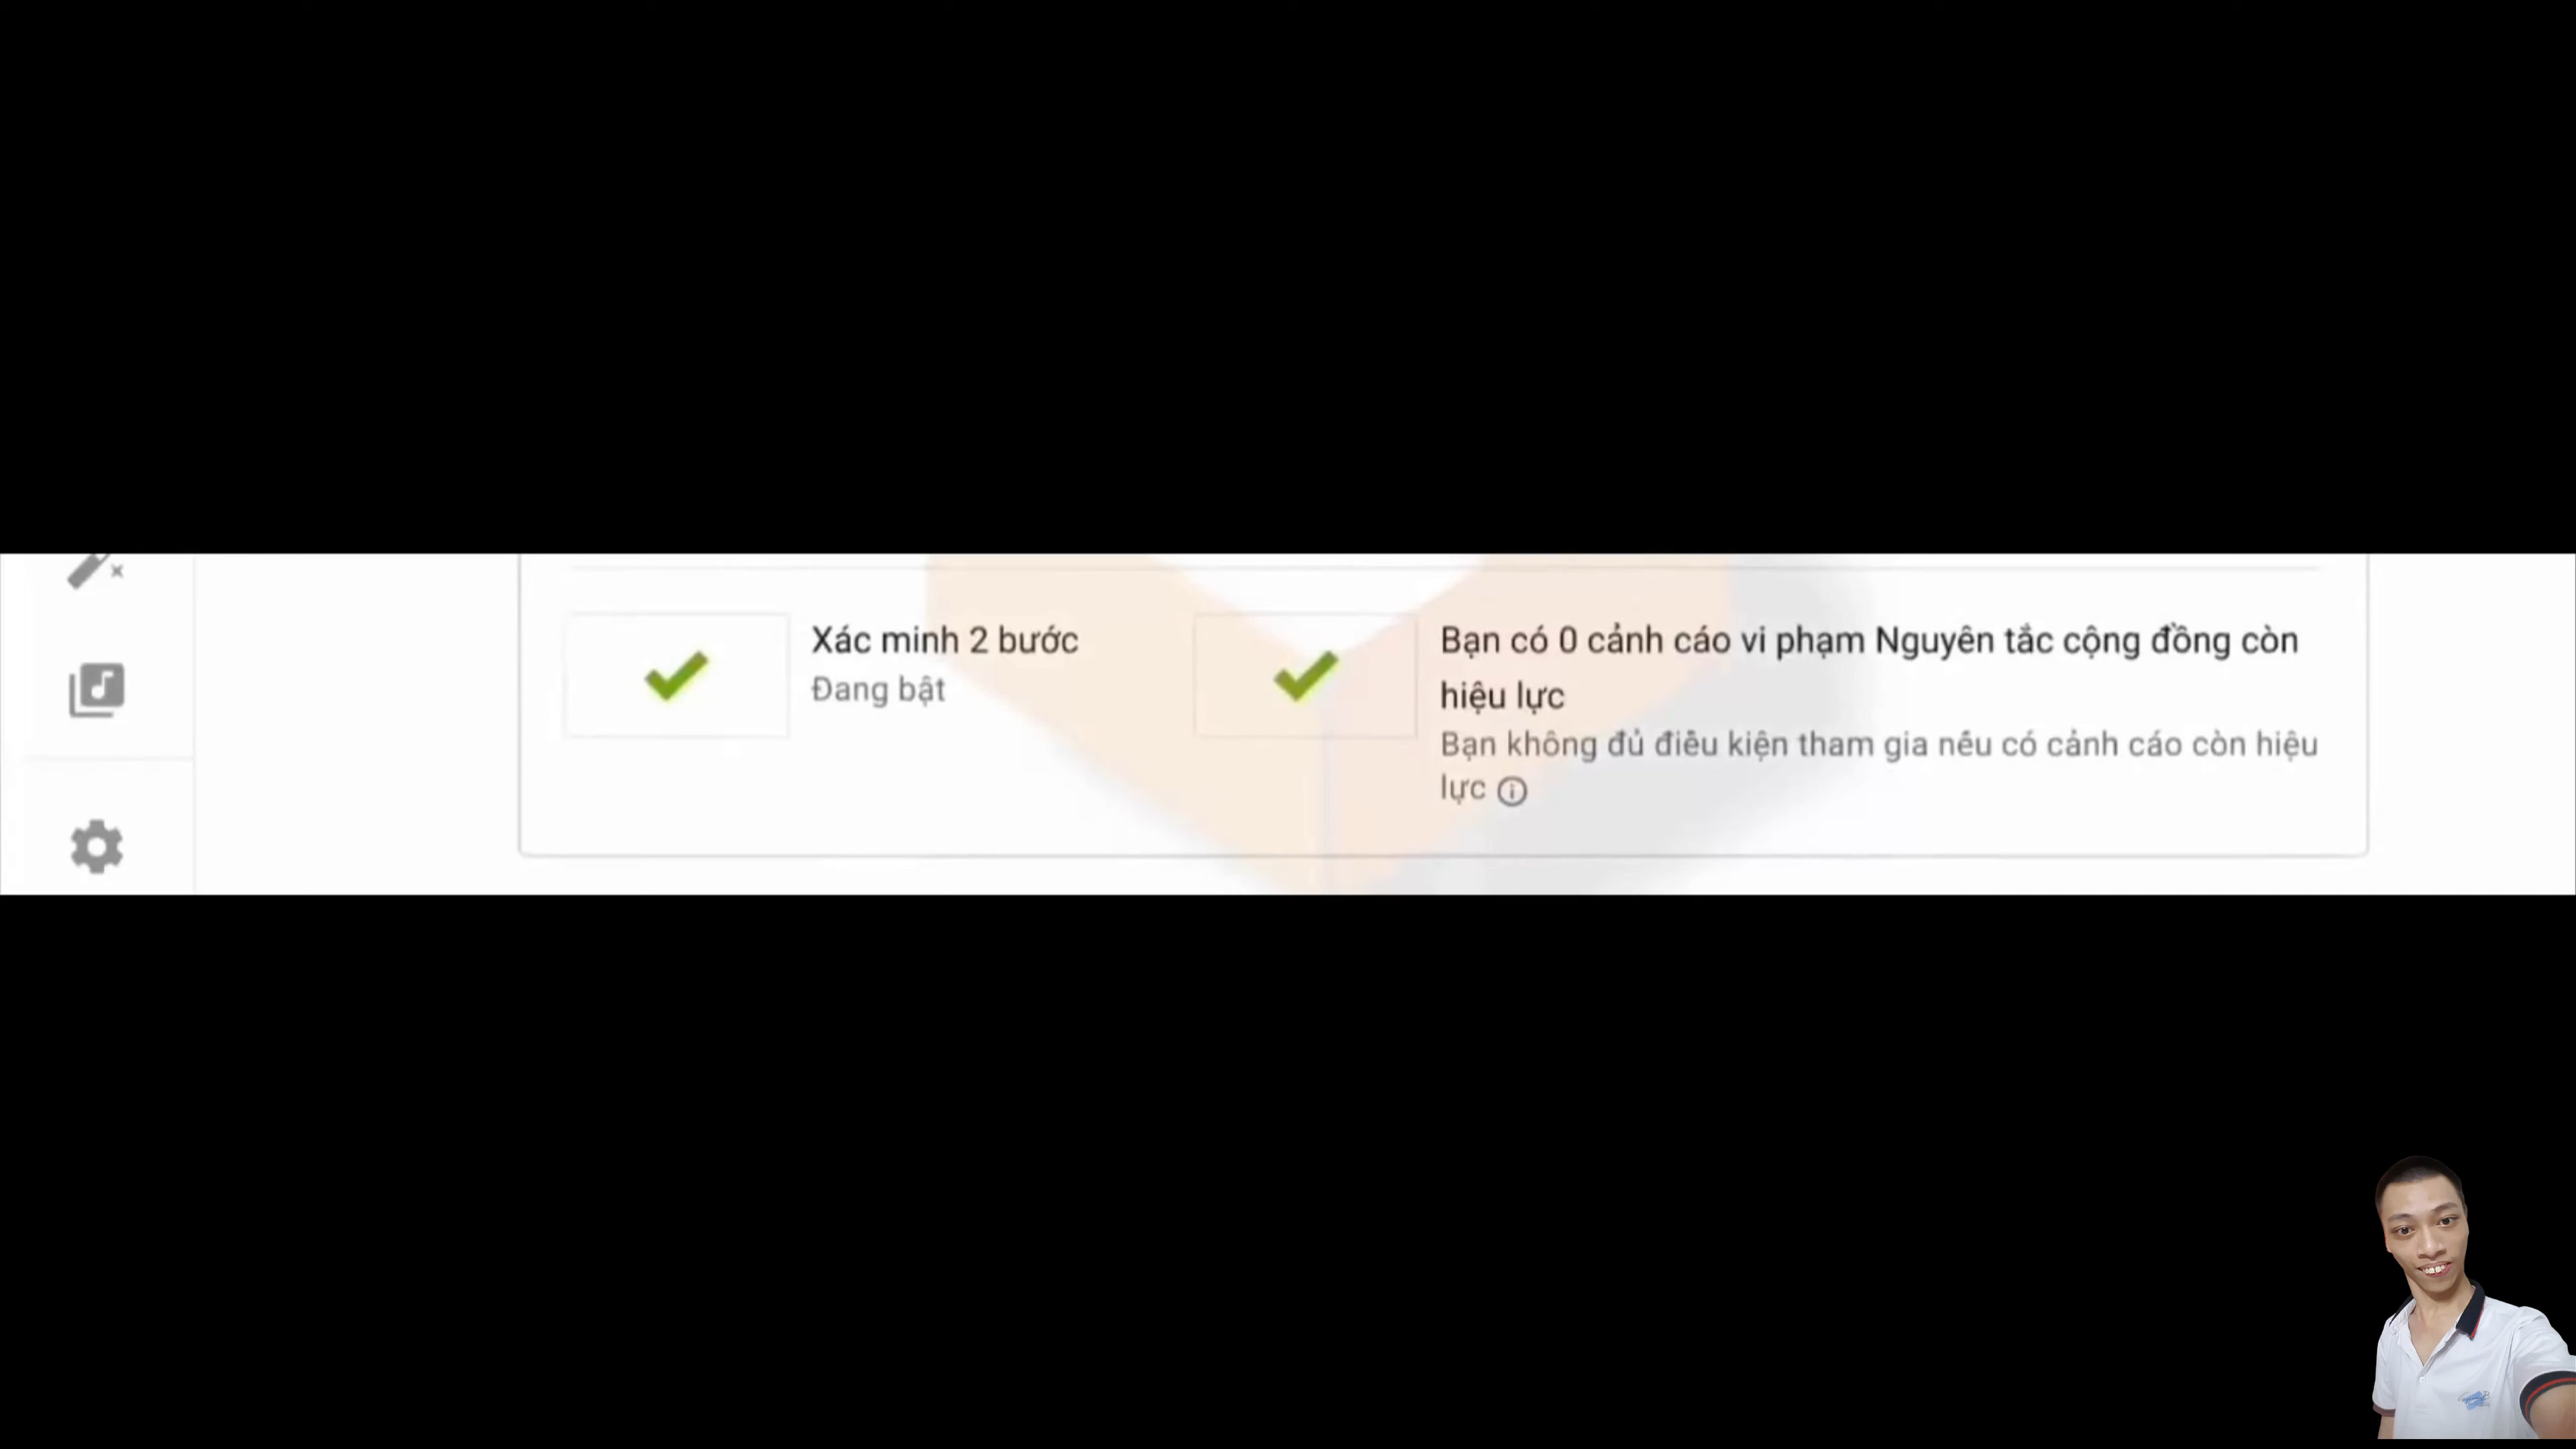 Xác minh 2 bước
Đang bật
Bạn có 0 cảnh cáo vi phạm Nguyên tắc cộng đồng còn
hiệu lực
Bạn không đủ điều kiện tham gia nếu có cảnh cáo còn hiệu
lực